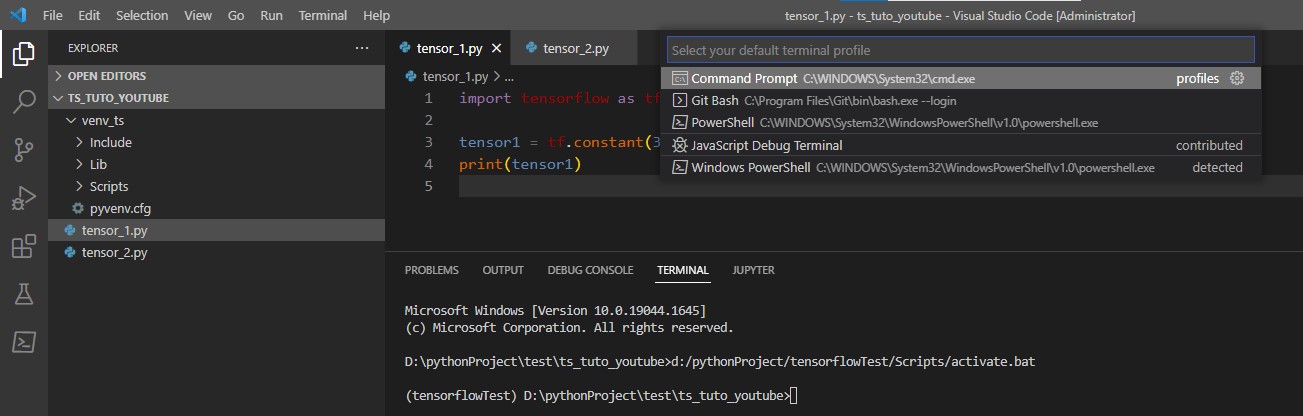 File Edit Selection View Go Run Terminal Help tensor_1.py - ts_tuto_youtube - Visual Studio Code [Administrator]
EXPLORER ...
OPEN EDITORS
TS_TUTO_YOUTUBE
venv_ts
Include
Lib
Scripts
pyvenv.cfg
tensor_1.py
tensor_2.py
tensor_1.py tensor_2.py
tensor_1.py > ...
1 import tensorflow as tf
2
3 tensor1 = tf.constant(3
4 print(tensor1)
5
Select your default terminal profile
Command Prompt C:\WINDOWS\System32\cmd.exe profiles
Git Bash C:\Program Files\Git\bin\bash.exe --login
PowerShell C:\WINDOWS\System32\WindowsPowerShell\v1.0\powershell.exe
JavaScript Debug Terminal contributed
Windows PowerShell C:\WINDOWS\System32\WindowsPowerShell\v1.0\powershell.exe detected
PROBLEMS OUTPUT DEBUG CONSOLE TERMINAL JUPYTER
Microsoft Windows [Version 10.0.19044.1645]
(c) Microsoft Corporation. All rights reserved.
D:\pythonProject\test\ts_tuto_youtube>d:/pythonProject/tensorflowTest/Scripts/activate.bat
(tensorflowTest) D:\pythonProject\test\ts_tuto_youtube>